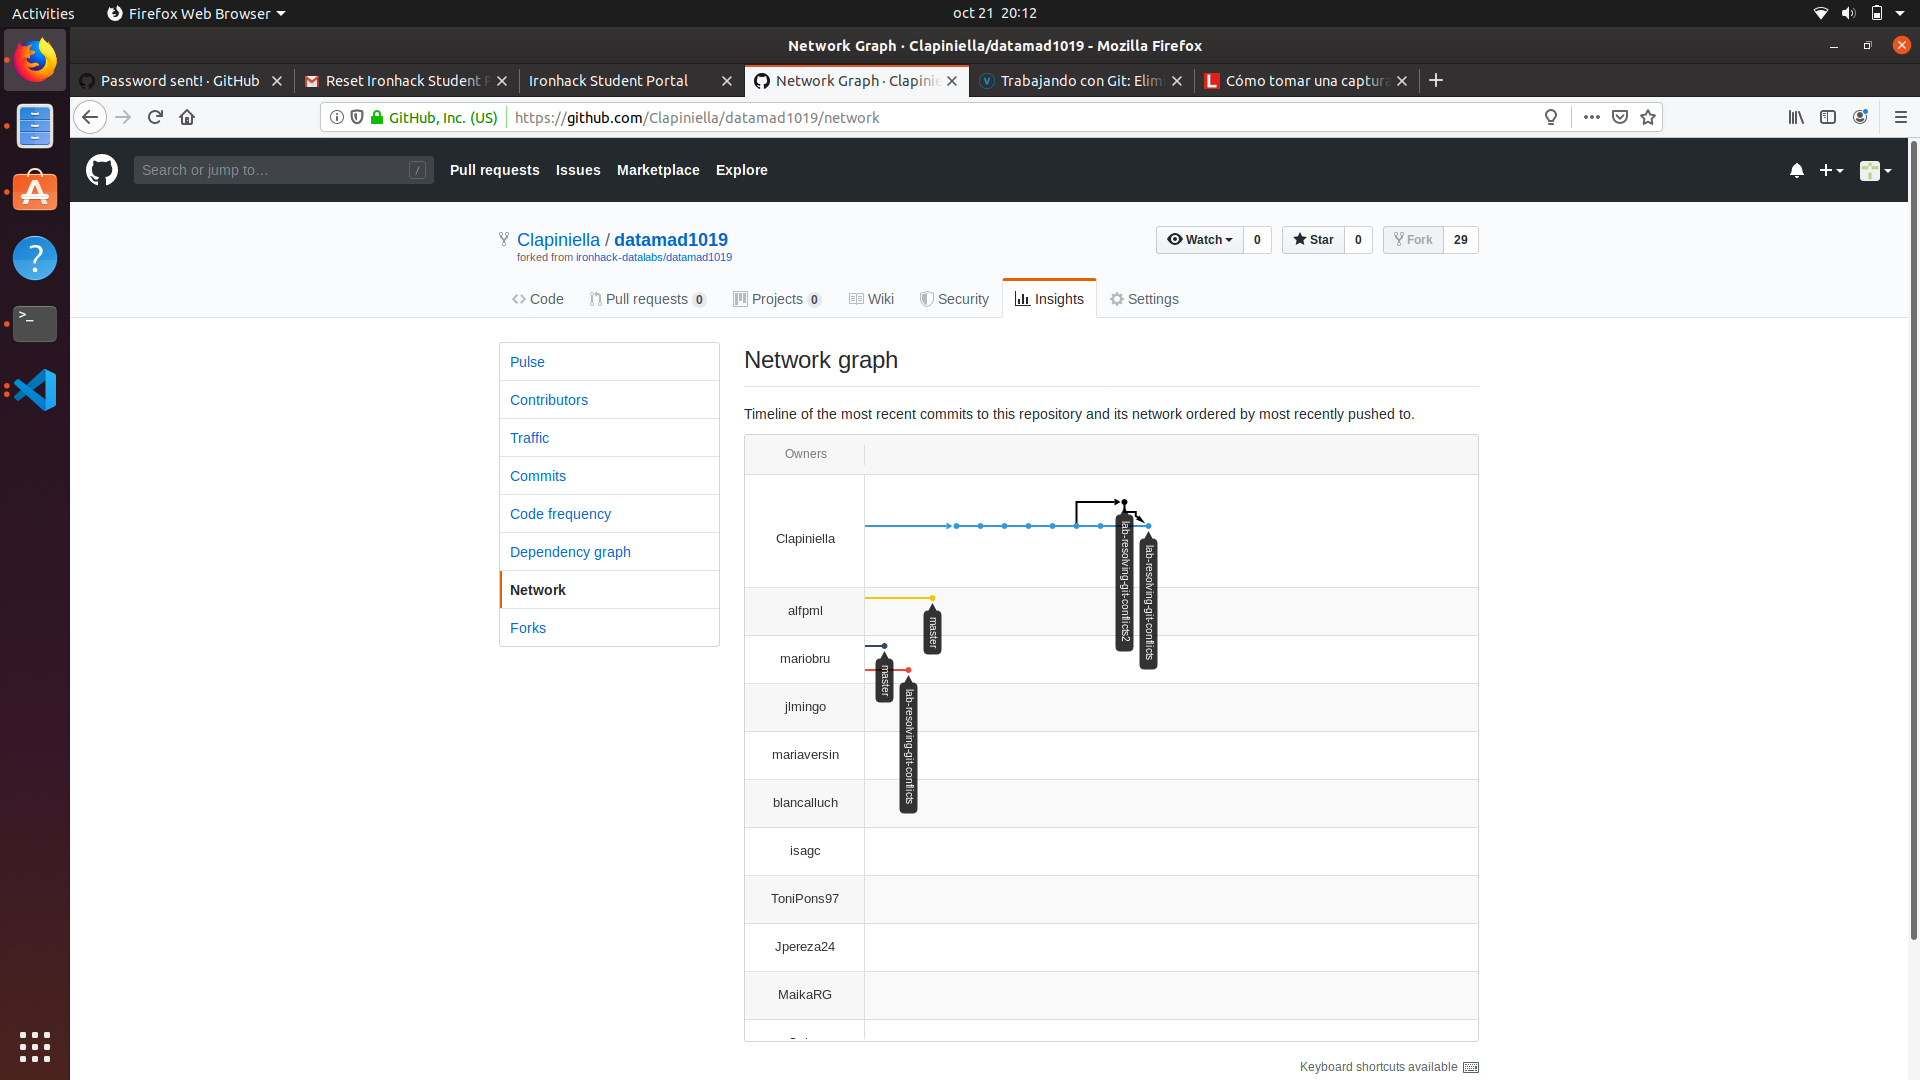 Activities
Firefox Web Browser
oct 21 20:12
Network Graph · Clapiniella/datamad1019 - Mozilla Firefox
Password sent! · GitHub
Reset Ironhack Student P
Ironhack Student Portal
Network Graph · Clapinie
Trabajando con Git: Elim
Cómo tomar una captura
GitHub, Inc. (US)
https://github.com/Clapiniella/datamad1019/network
Search or jump to…
/
Pull requests
Issues
Marketplace
Explore
Clapiniella / datamad1019
forked from ironhack-datalabs/datamad1019
Watch 0
Star 0
Fork 29
Code
Pull requests 0
Projects 0
Wiki
Security
Insights
Settings
Pulse
Contributors
Traffic
Commits
Code frequency
Dependency graph
Network
Forks
Network graph
Timeline of the most recent commits to this repository and its network ordered by most recently pushed to.
Owners
Clapiniella
lab-resolving-git-conflicts2
lab-resolving-git-conflicts
alfpml
master
mariobru
master
lab-resolving-git-conflicts
jlmingo
mariaversin
blancalluch
isagc
ToniPons97
Jpereza24
MaikaRG
Keyboard shortcuts available